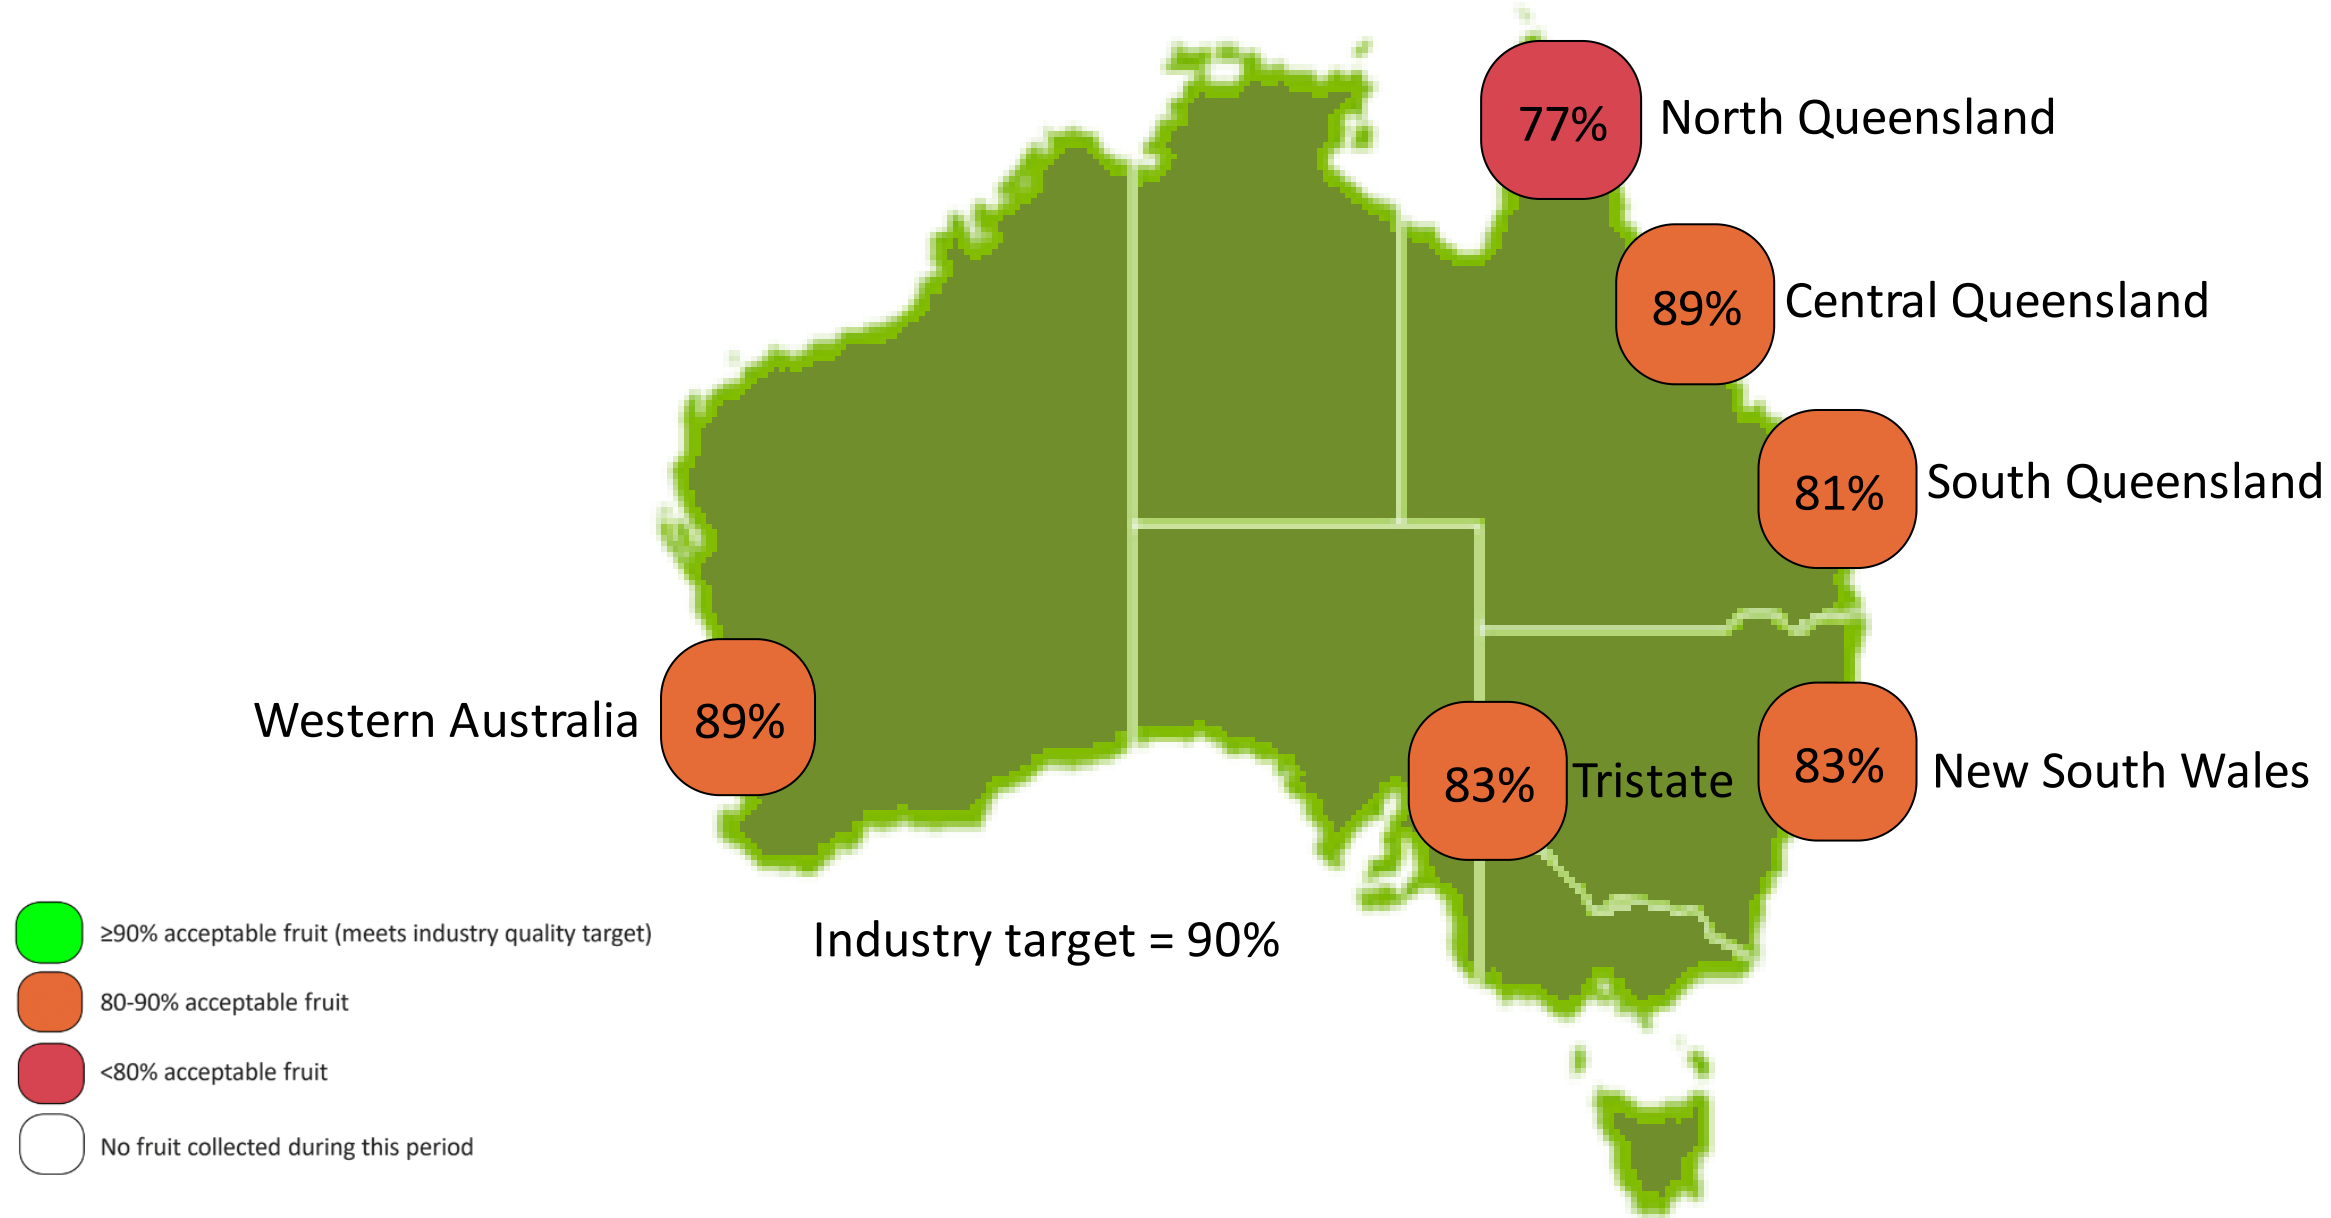 77% North Queensland
89% Central Queensland
81% South Queensland
Western Australia 89%
83% Tristate
83% New South Wales
Industry target = 90%
≥90% acceptable fruit (meets industry quality target)
80-90% acceptable fruit
<80% acceptable fruit
No fruit collected during this period